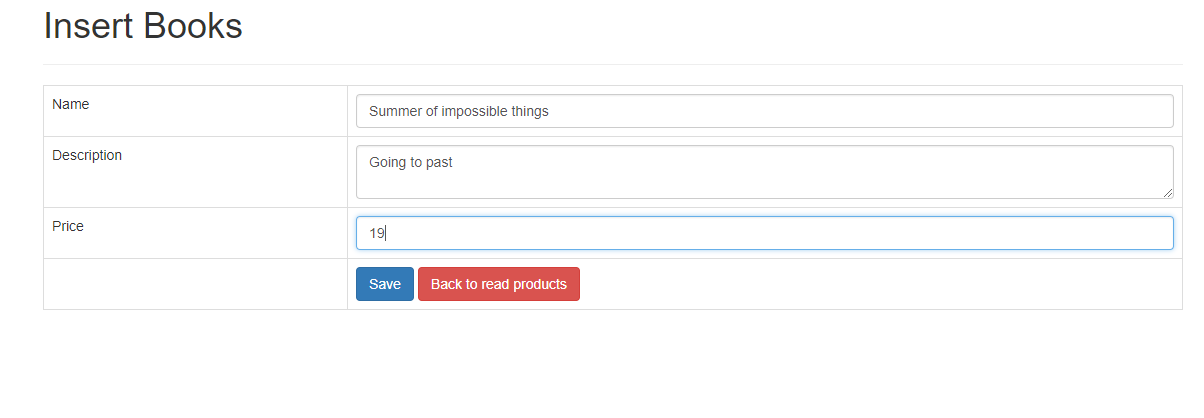 Insert Books
Name
Summer of impossible things
Description
Going to past
Price
19
Save
Back to read products